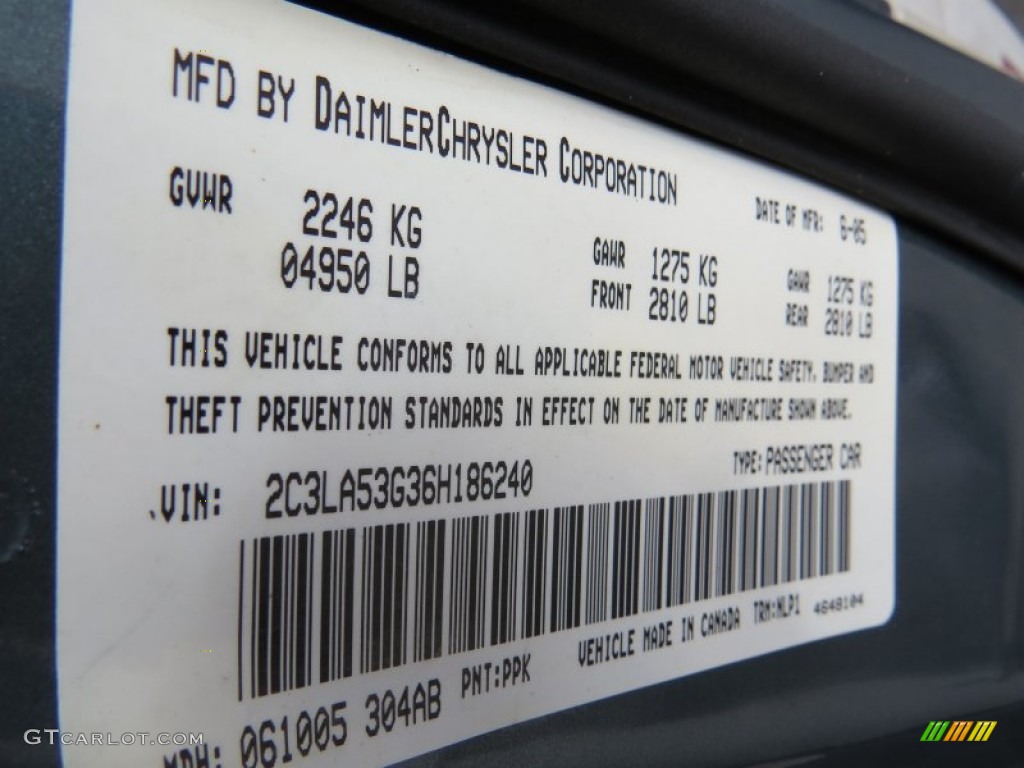 MFD BY DAIMLERCHRYSLER CORPORATION
DATE OF MFR: 6-05
GVWR 2246 KG
04950 LB
GAWR 1275 KG
FRONT 2810 LB
GAWR 1275 KG
REAR 2810 LB
THIS VEHICLE CONFORMS TO ALL APPLICABLE FEDERAL MOTOR VEHICLE SAFETY, BUMPER AND
THEFT PREVENTION STANDARDS IN EFFECT ON THE DATE OF MANUFACTURE SHOWN ABOVE.
VIN: 2C3LA53G36H186240
TYPE: PASSENGER CAR
VEHICLE MADE IN CANADA TRM:NLP1 4648104
MDH: 061005 304AB PNT:PPK
GTCARLOT.COM